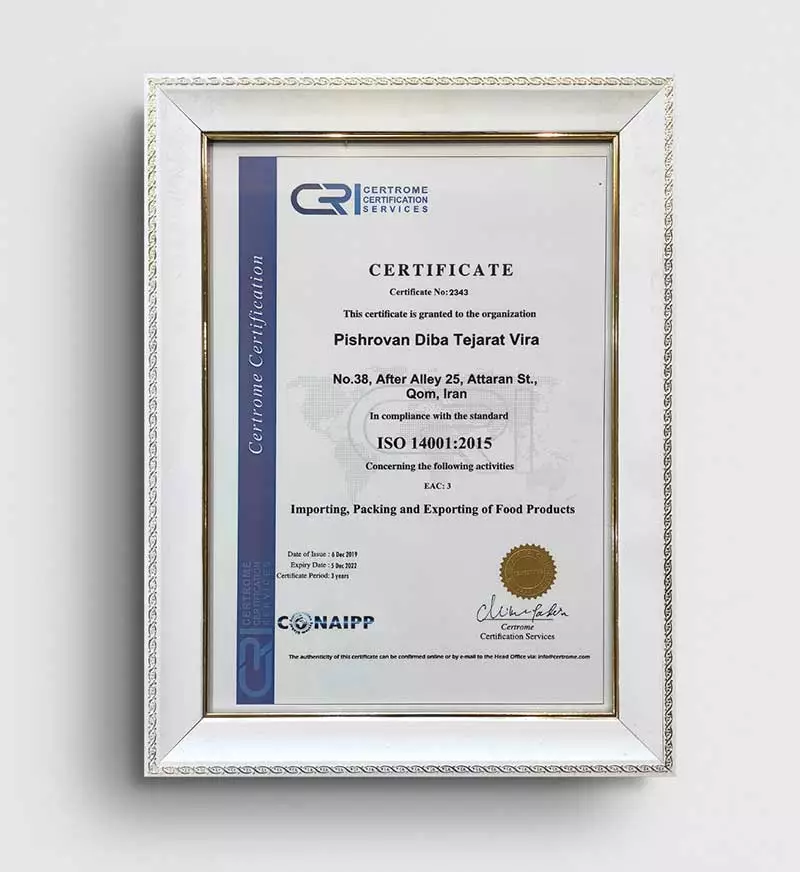 CRI CERTROME
CERTIFICATION
SERVICES
Certrome Certification
CERTIFICATE
Certificate No:2343
This certificate is granted to the organization
Pishrovan Diba Tejarat Vira
No.38, After Alley 25, Attaran St.,
Qom, Iran
In compliance with the standard
ISO 14001:2015
Concerning the following activities
EAC: 3
Importing, Packing and Exporting of Food Products
Date of Issue : 6 Dec 2019
Expiry Date : 5 Dec 2022
Certificate Period: 3 years
CONAIPP
Certrome
Certification Services
CRI CERTROME
CERTIFICATION
SERVICES
The authenticity of this certificate can be confirmed online or by e-mail to the Head Office via: info@certrome.com